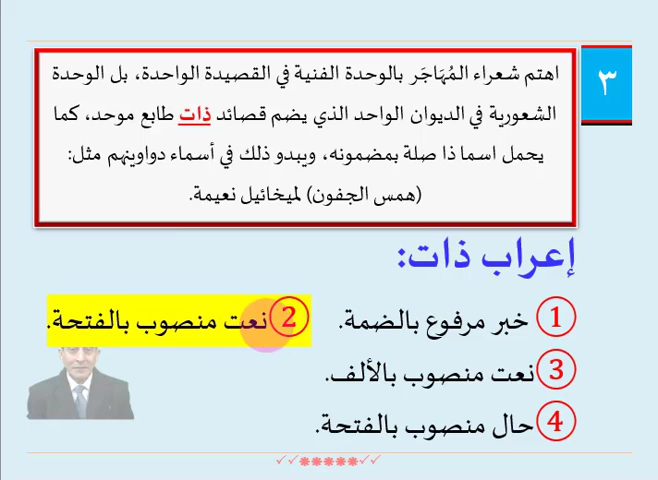 ٣
اهتم شعراء المُهَاجَر بالوحدة الفنية في القصيدة الواحدة، بل الوحدة
الشعورية في الديوان الواحد الذي يضم قصائد ذات طابع موحد، كما
يحمل اسما ذا صلة بمضمونه، ويبدو ذلك في أسماء دواوينهم مثل:
(همس الجفون) لميخائيل نعيمة.
إعراب ذات:
1 خبر مرفوع بالضمة.
2 نعت منصوب بالفتحة.
3 نعت منصوب بالألف.
4 حال منصوب بالفتحة.